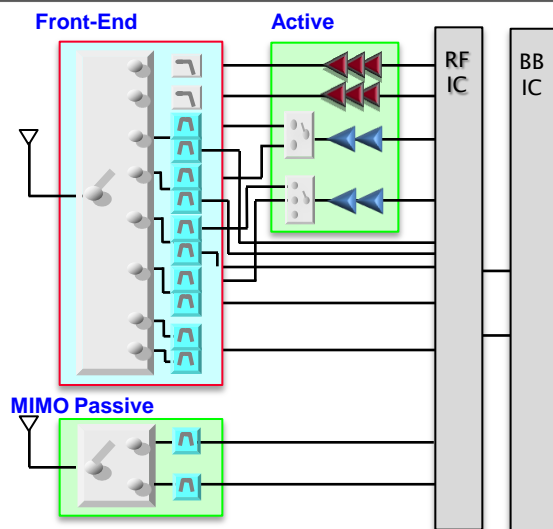 Front-End
Active
RF
IC
BB
IC
MIMO Passive